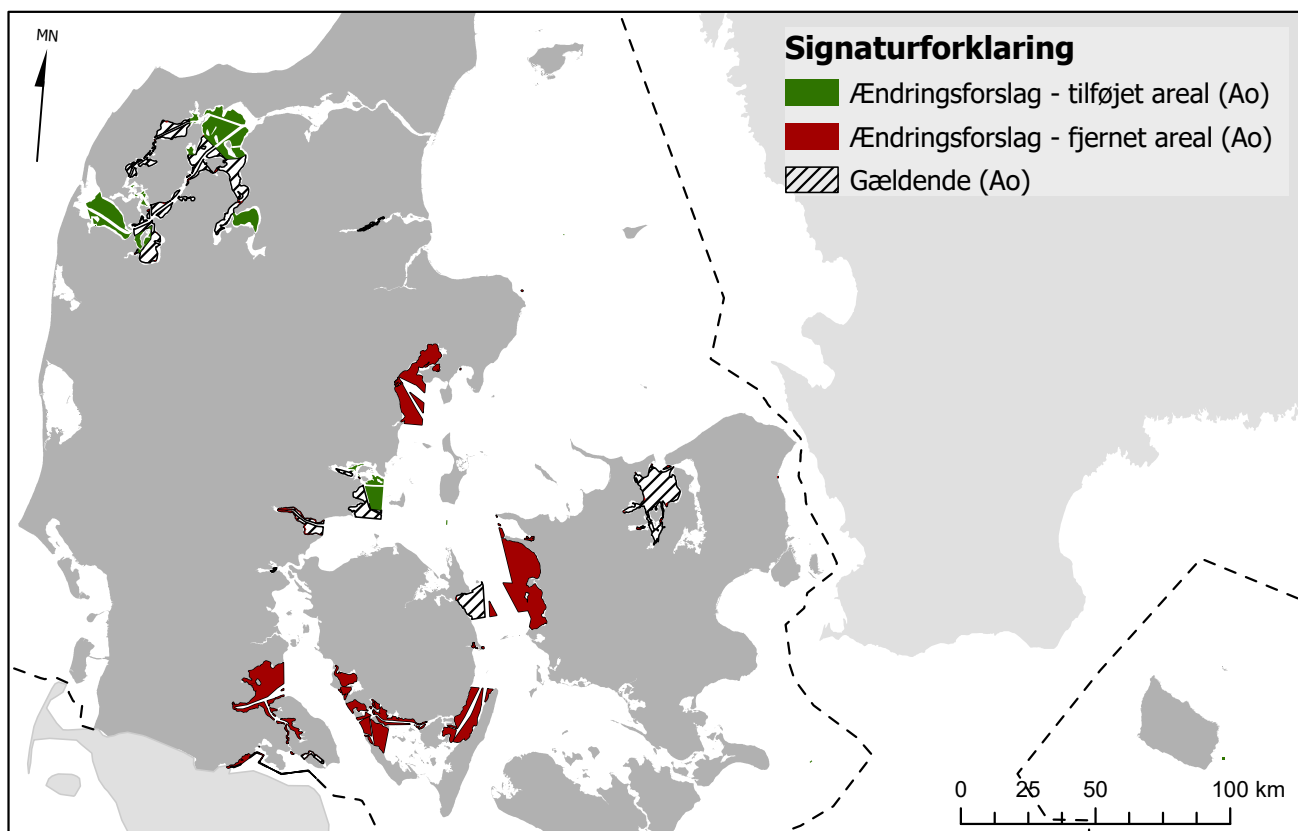 MN
Signaturforklaring
Ændringsforslag - tilføjet areal (Ao)
Ændringsforslag - fjernet areal (Ao)
Gældende (Ao)
0 25 50 100 km